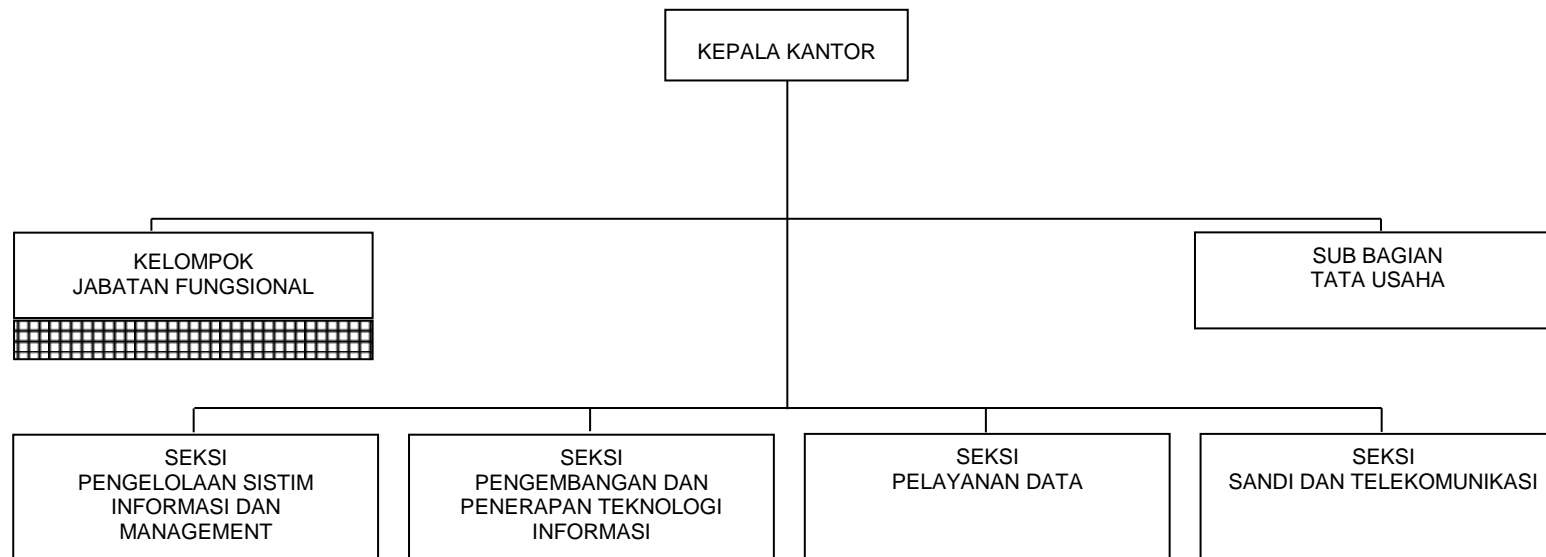 KEPALA KANTOR
KELOMPOK
JABATAN FUNGSIONAL
SUB BAGIAN
TATA USAHA
SEKSI
PENGELOLAAN SISTIM
INFORMASI DAN
MANAGEMENT
SEKSI
PENGEMBANGAN DAN
PENERAPAN TEKNOLOGI
INFORMASI
SEKSI
PELAYANAN DATA
SEKSI
SANDI DAN TELEKOMUNIKASI